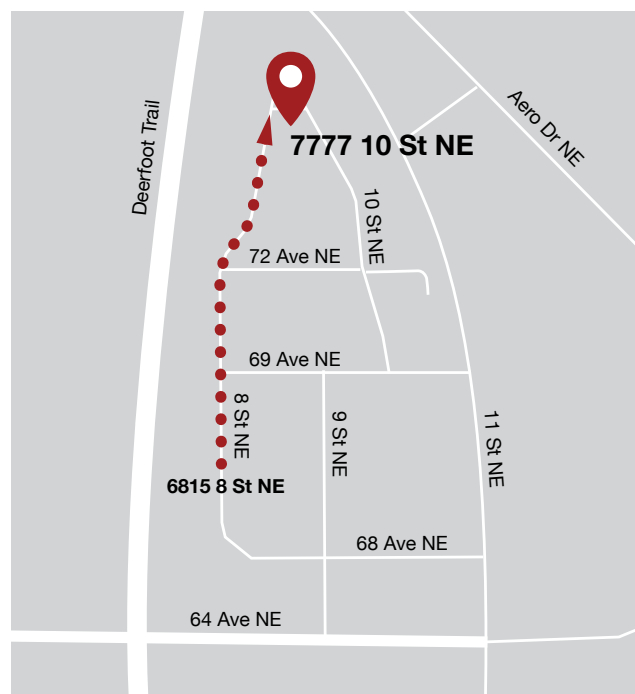 Deerfoot Trail
Aero Dr NE
7777 10 St NE
10 St NE
72 Ave NE
69 Ave NE
8 St NE
9 St NE
11 St NE
6815 8 St NE
68 Ave NE
64 Ave NE